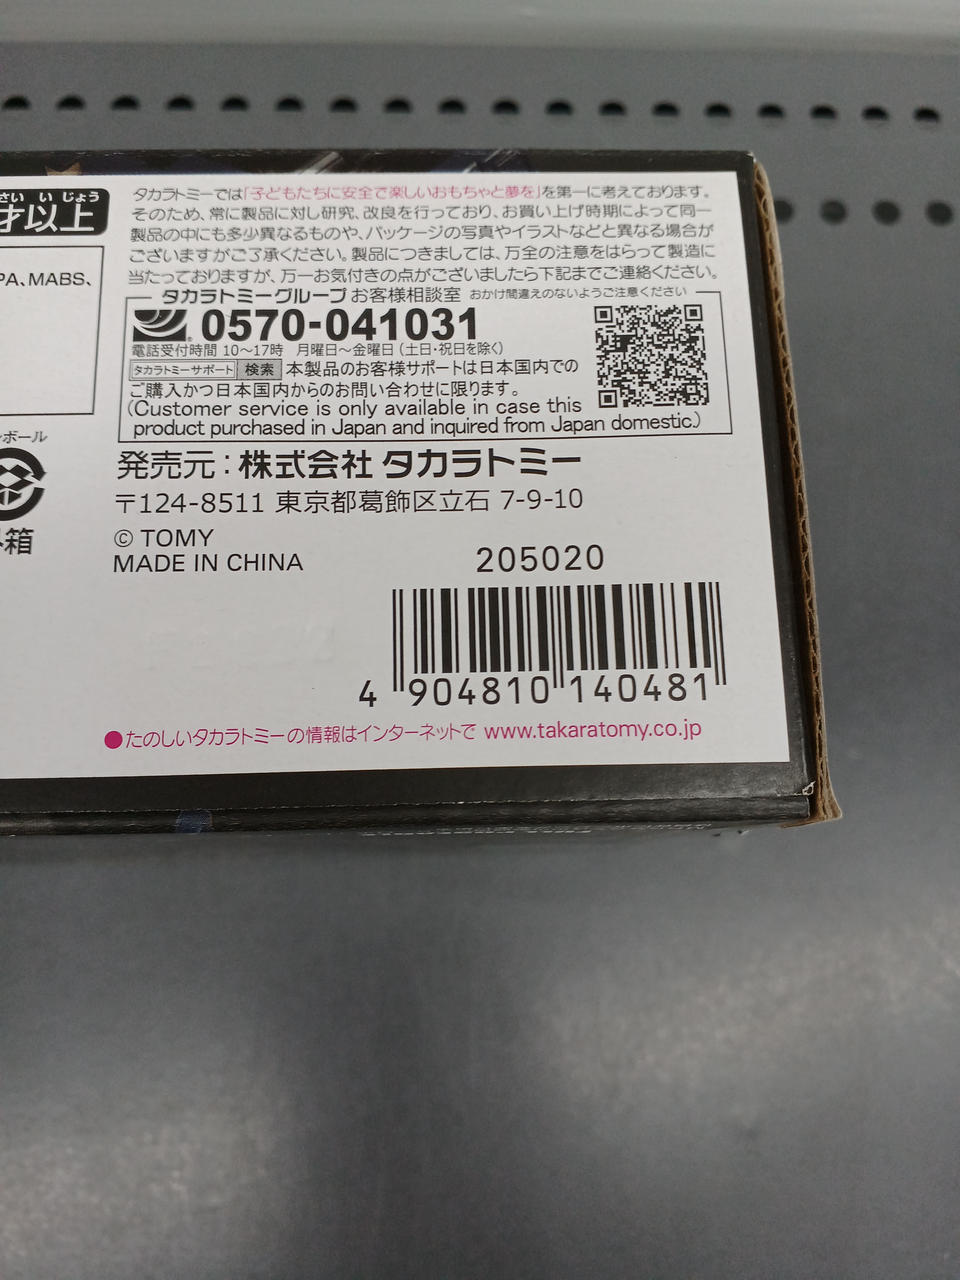 さい い じょう
才以上
PA、MABS、
タカラトミーでは「子どもたちに安全で楽しいおもちゃと夢を」を第一に考えております。
そのため、常に製品に対し研究、改良を行っており、お買い上げ時期によって同一
製品の中にも多少異なるものや、パッケージの写真やイラストなどと異なる場合が
ございますがご了承ください。製品につきましては、万全の注意をはらって製造に
当たっておりますが、万一お気付きの点がございましたら下記までご連絡ください。
タカラトミーグループ お客様相談室 おかけ間違えのないようご注意ください
0570-041031
電話受付時間 10～17時 月曜日～金曜日（土日・祝日を除く）
タカラトミーサポート 検索 本製品のお客様サポートは日本国内での
ご購入かつ日本国内からのお問い合わせに限ります。
(Customer service is only available in case this
product purchased in Japan and inquired from Japan domestic.)
ボール
外箱
発売元：株式会社 タカラトミー
〒124-8511 東京都葛飾区立石 7-9-10
© TOMY
MADE IN CHINA
205020
4 904810 140481
●たのしいタカラトミーの情報はインターネットで www.takaratomy.co.jp